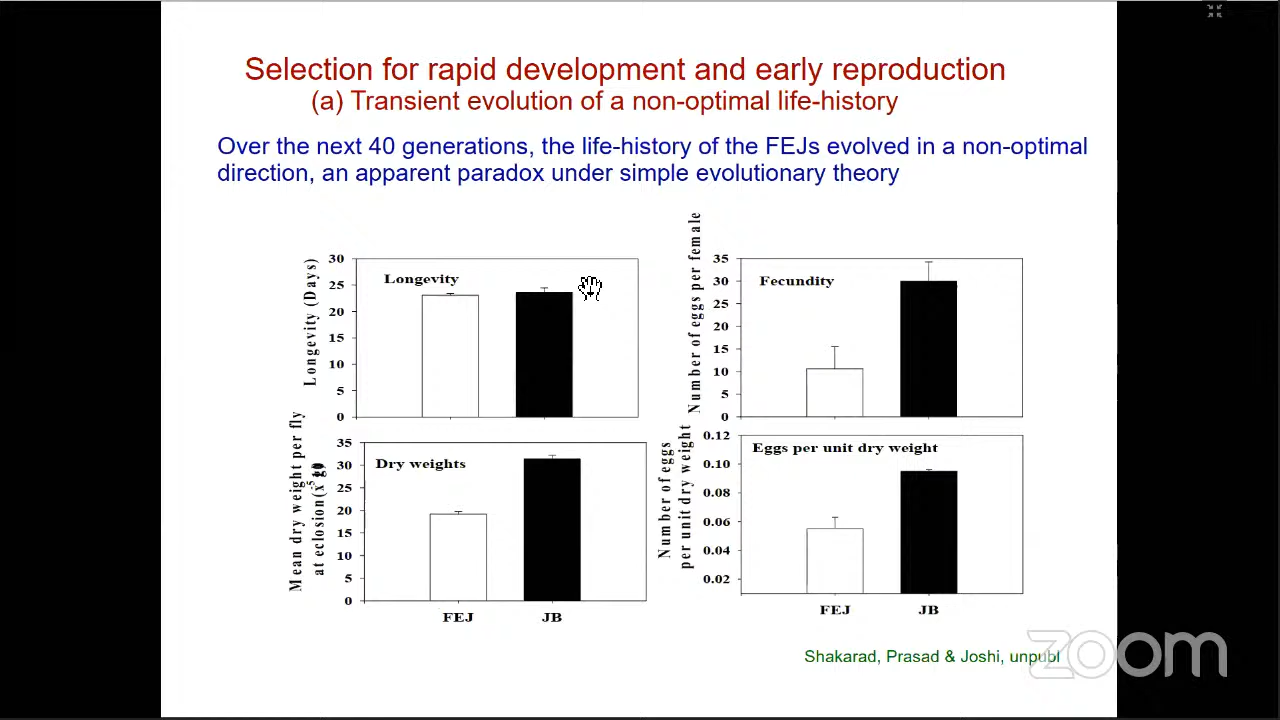 Selection for rapid development and early reproduction
(a) Transient evolution of a non-optimal life-history
Over the next 40 generations, the life-history of the FEJs evolved in a non-optimal
direction, an apparent paradox under simple evolutionary theory
Longevity (Days)
30
25
20
15
10
5
0
Longevity
Number of eggs per female
35
30
25
20
15
10
5
0
Fecundity
Mean dry weight per fly
at eclosion
35
30
25
20
15
10
5
0
Dry weights
FEJ JB
Number of eggs
per unit dry weight
0.12
0.10
0.08
0.06
0.04
0.02
Eggs per unit dry weight
FEJ JB
Shakarad, Prasad & Joshi, unpubl
zoom